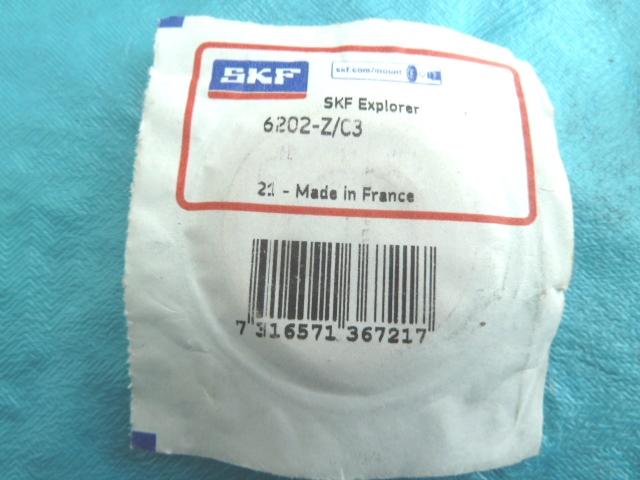 SKF
skf.com/mount
SKF Explorer
6202-Z/C3
21 - Made in France
7 316571 367217